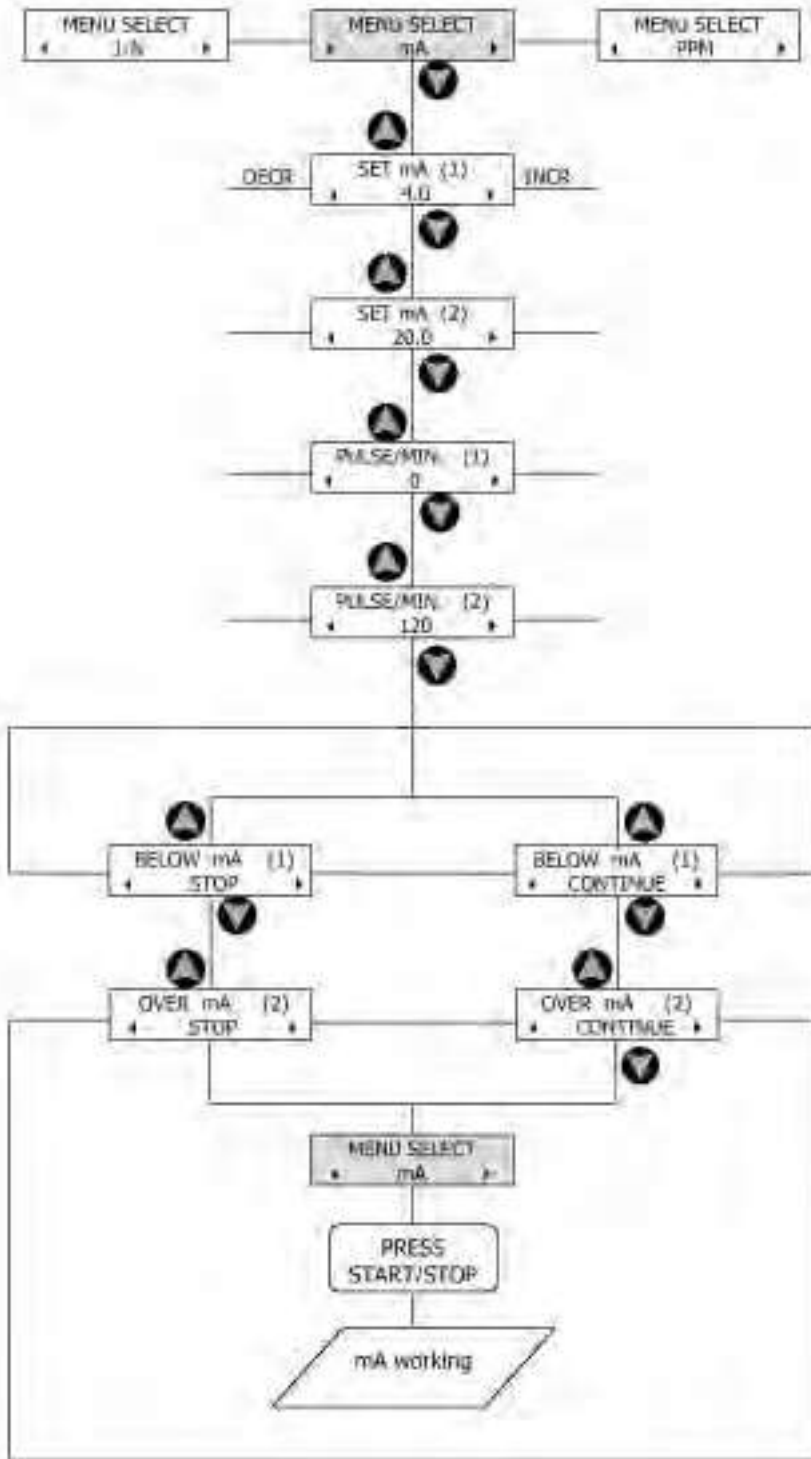 MENU SELECT
1:N
MENU SELECT
mA
MENU SELECT
PPM
DECR
SET mA (1)
4.0
INCR
SET mA (2)
20.0
PULSE/MIN. (1)
0
PULSE/MIN. (2)
120
BELOW mA (1)
STOP
BELOW mA (1)
CONTINUE
OVER mA (2)
STOP
OVER mA (2)
CONTINUE
MENU SELECT
mA
PRESS
START/STOP
mA working